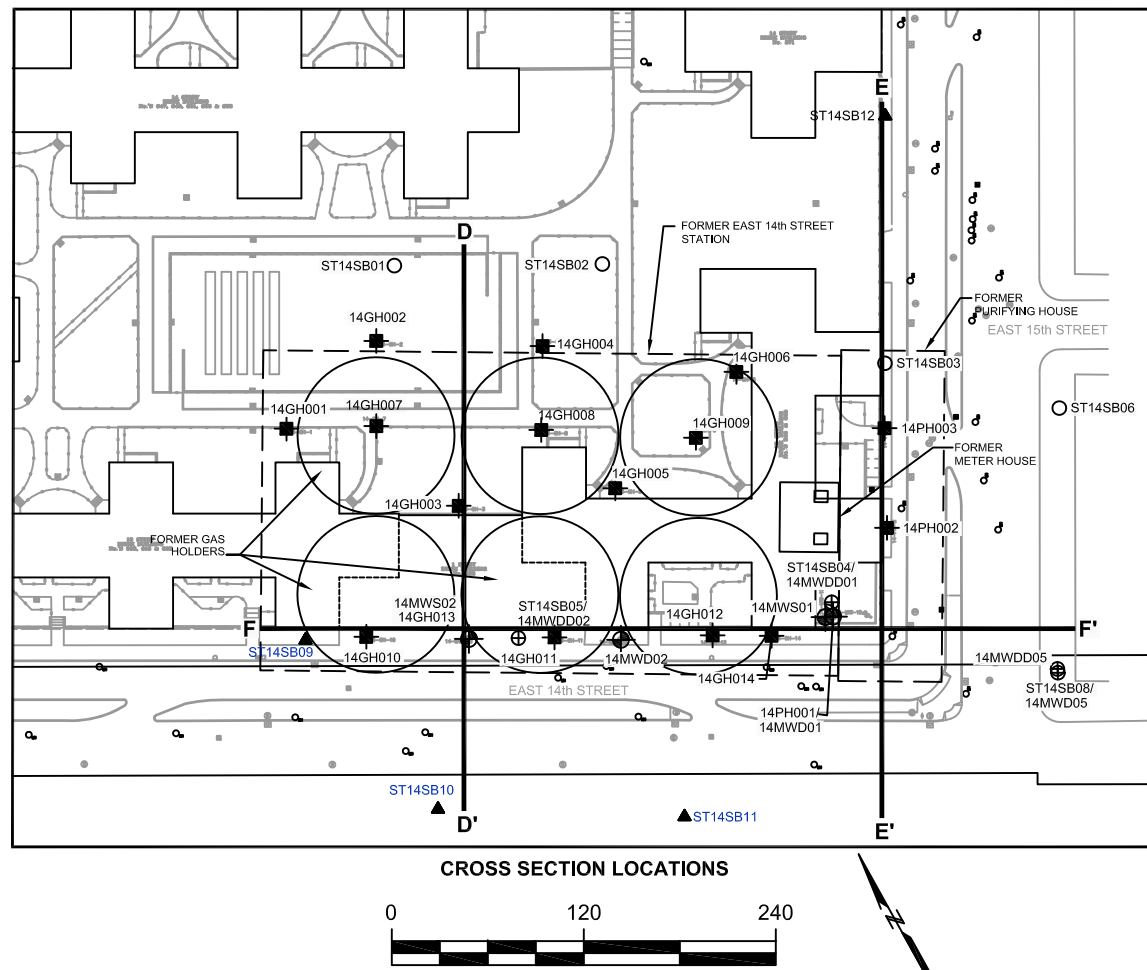 E
ST14SB12
D
FORMER EAST 14th STREET
STATION
ST14SB01
ST14SB02
FORMER
PURIFYING HOUSE
EAST 15th STREET
14GH002
14GH004
14GH006
ST14SB03
ST14SB06
14GH001
14GH007
14GH008
14GH009
14PH003
FORMER
METER HOUSE
14GH005
14GH003
14PH002
FORMER GAS
HOLDERS
ST14SB04/
14MWDD01
14MWS02
14GH013
ST14SB05/
14MWDD02
14GH012
14MWS01
F
F'
ST14SB09
14GH010
14GH011
14MWD02
14GH014
14MWDD05
ST14SB08/
14MWD05
EAST 14th STREET
14PH001/
14MWD01
ST14SB10
ST14SB11
D'
E'
CROSS SECTION LOCATIONS
N
0
120
240